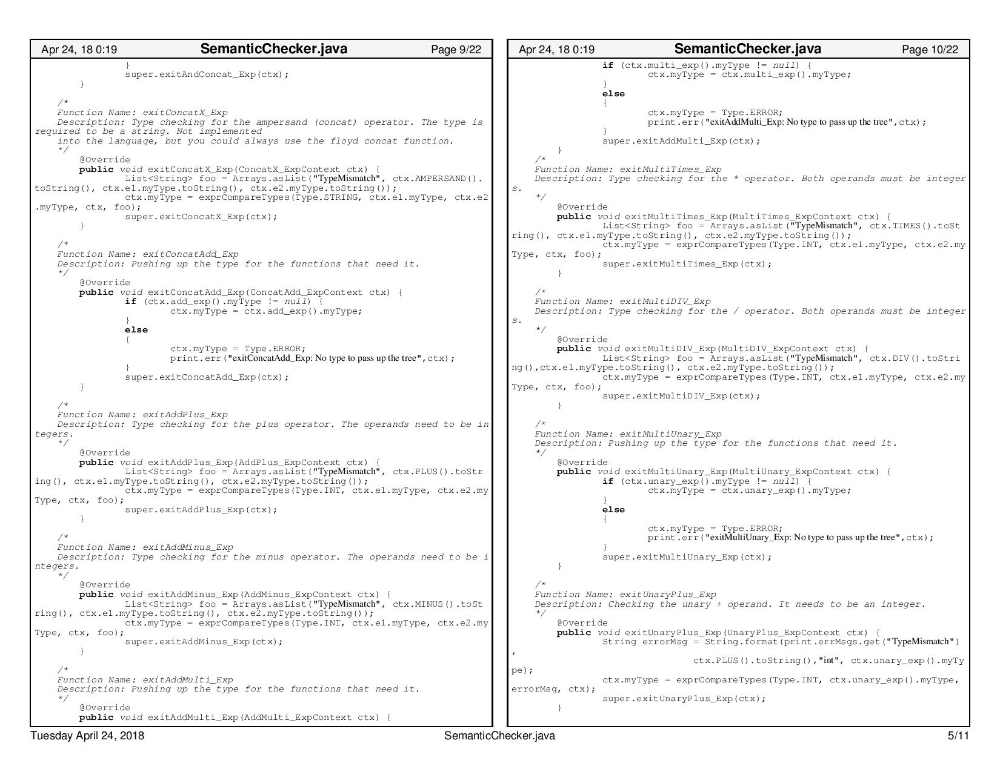 Apr 24, 18 0:19 SemanticChecker.java Page 9/22
}
super.exitAndConcat_Exp(ctx);
}
/*
Function Name: exitConcatX_Exp
Description: Type checking for the ampersand (concat) operator. The type is
required to be a string. Not implemented
into the language, but you could always use the floyd concat function.
*/
@Override
public void exitConcatX_Exp(ConcatX_ExpContext ctx) {
List<String> foo = Arrays.asList("TypeMismatch", ctx.AMPERSAND().
toString(), ctx.e1.myType.toString(), ctx.e2.myType.toString());
ctx.myType = exprCompareTypes(Type.STRING, ctx.e1.myType, ctx.e2
.myType, ctx, foo);
super.exitConcatX_Exp(ctx);
}
/*
Function Name: exitConcatAdd_Exp
Description: Pushing up the type for the functions that need it.
*/
@Override
public void exitConcatAdd_Exp(ConcatAdd_ExpContext ctx) {
if (ctx.add_exp().myType != null) {
ctx.myType = ctx.add_exp().myType;
}
else
{
ctx.myType = Type.ERROR;
print.err("exitConcatAdd_Exp: No type to pass up the tree",ctx);
}
super.exitConcatAdd_Exp(ctx);
}
/*
Function Name: exitAddPlus_Exp
Description: Type checking for the plus operator. The operands need to be in
tegers.
*/
@Override
public void exitAddPlus_Exp(AddPlus_ExpContext ctx) {
List<String> foo = Arrays.asList("TypeMismatch", ctx.PLUS().toStr
ing(), ctx.e1.myType.toString(), ctx.e2.myType.toString());
ctx.myType = exprCompareTypes(Type.INT, ctx.e1.myType, ctx.e2.my
Type, ctx, foo);
super.exitAddPlus_Exp(ctx);
}
/*
Function Name: exitAddMinus_Exp
Description: Type checking for the minus operator. The operands need to be i
ntegers.
*/
@Override
public void exitAddMinus_Exp(AddMinus_ExpContext ctx) {
List<String> foo = Arrays.asList("TypeMismatch", ctx.MINUS().toSt
ring(), ctx.e1.myType.toString(), ctx.e2.myType.toString());
ctx.myType = exprCompareTypes(Type.INT, ctx.e1.myType, ctx.e2.my
Type, ctx, foo);
super.exitAddMinus_Exp(ctx);
}
/*
Function Name: exitAddMulti_Exp
Description: Pushing up the type for the functions that need it.
*/
@Override
public void exitAddMulti_Exp(AddMulti_ExpContext ctx) {
Apr 24, 18 0:19 SemanticChecker.java Page 10/22
if (ctx.multi_exp().myType != null) {
ctx.myType = ctx.multi_exp().myType;
}
else
{
ctx.myType = Type.ERROR;
print.err("exitAddMulti_Exp: No type to pass up the tree",ctx);
}
super.exitAddMulti_Exp(ctx);
}
/*
Function Name: exitMultiTimes_Exp
Description: Type checking for the * operator. Both operands must be integer
s.
*/
@Override
public void exitMultiTimes_Exp(MultiTimes_ExpContext ctx) {
List<String> foo = Arrays.asList("TypeMismatch", ctx.TIMES().toSt
ring(), ctx.e1.myType.toString(), ctx.e2.myType.toString());
ctx.myType = exprCompareTypes(Type.INT, ctx.e1.myType, ctx.e2.my
Type, ctx, foo);
super.exitMultiTimes_Exp(ctx);
}
/*
Function Name: exitMultiDIV_Exp
Description: Type checking for the / operator. Both operands must be integer
s.
*/
@Override
public void exitMultiDIV_Exp(MultiDIV_ExpContext ctx) {
List<String> foo = Arrays.asList("TypeMismatch", ctx.DIV().toStri
ng(),ctx.e1.myType.toString(), ctx.e2.myType.toString());
ctx.myType = exprCompareTypes(Type.INT, ctx.e1.myType, ctx.e2.my
Type, ctx, foo);
super.exitMultiDIV_Exp(ctx);
}
/*
Function Name: exitMultiUnary_Exp
Description: Pushing up the type for the functions that need it.
*/
@Override
public void exitMultiUnary_Exp(MultiUnary_ExpContext ctx) {
if (ctx.unary_exp().myType != null) {
ctx.myType = ctx.unary_exp().myType;
}
else
{
ctx.myType = Type.ERROR;
print.err("exitMultiUnary_Exp: No type to pass up the tree",ctx);
}
super.exitMultiUnary_Exp(ctx);
}
/*
Function Name: exitUnaryPlus_Exp
Description: Checking the unary + operand. It needs to be an integer.
*/
@Override
public void exitUnaryPlus_Exp(UnaryPlus_ExpContext ctx) {
String errorMsg = String.format(print.errMsgs.get("TypeMismatch")
,
ctx.PLUS().toString(),"int", ctx.unary_exp().myTy
pe);
ctx.myType = exprCompareTypes(Type.INT, ctx.unary_exp().myType,
errorMsg, ctx);
super.exitUnaryPlus_Exp(ctx);
}
Tuesday April 24, 2018 SemanticChecker.java 5/11